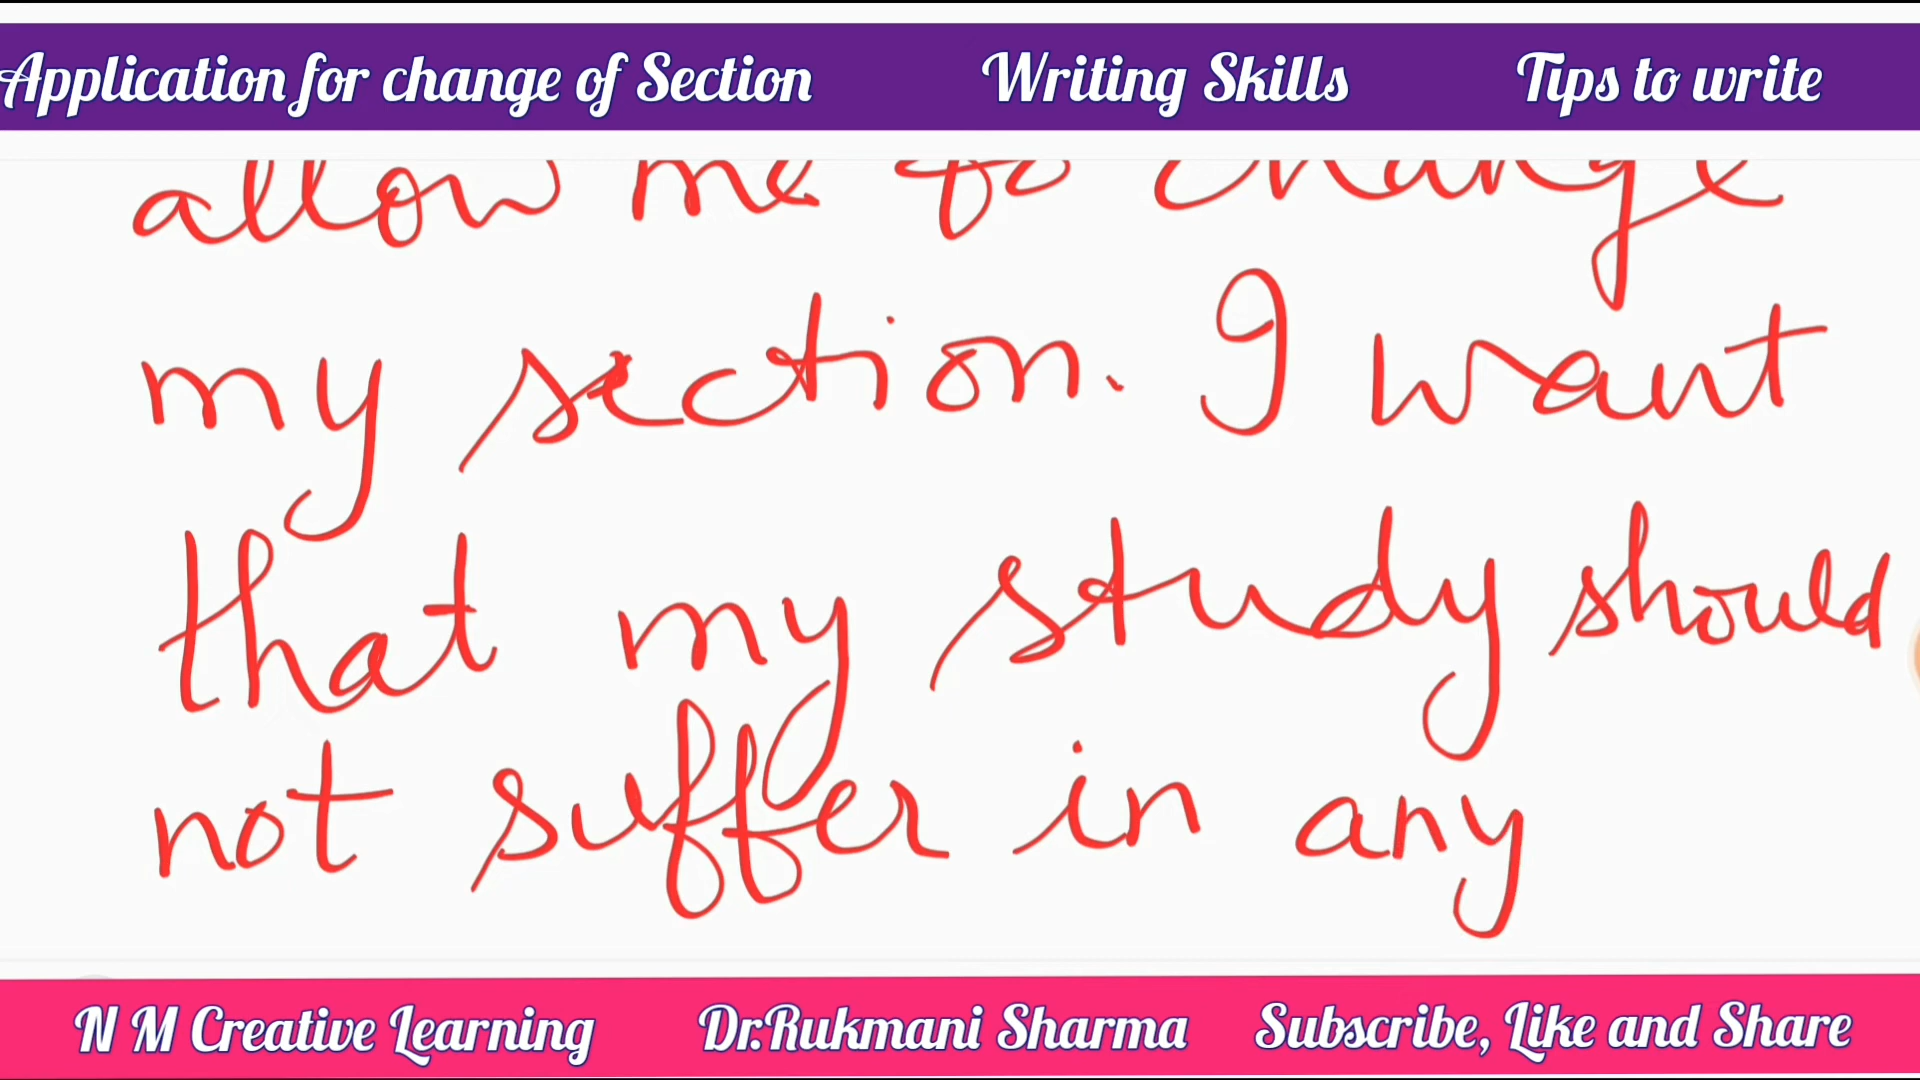 Application for change of Section Writing Skills Tips to write
allow me to change
my section. I want
that my study should
not suffer in any
N M Creative Learning Dr.Rukmani Sharma Subscribe, Like and Share